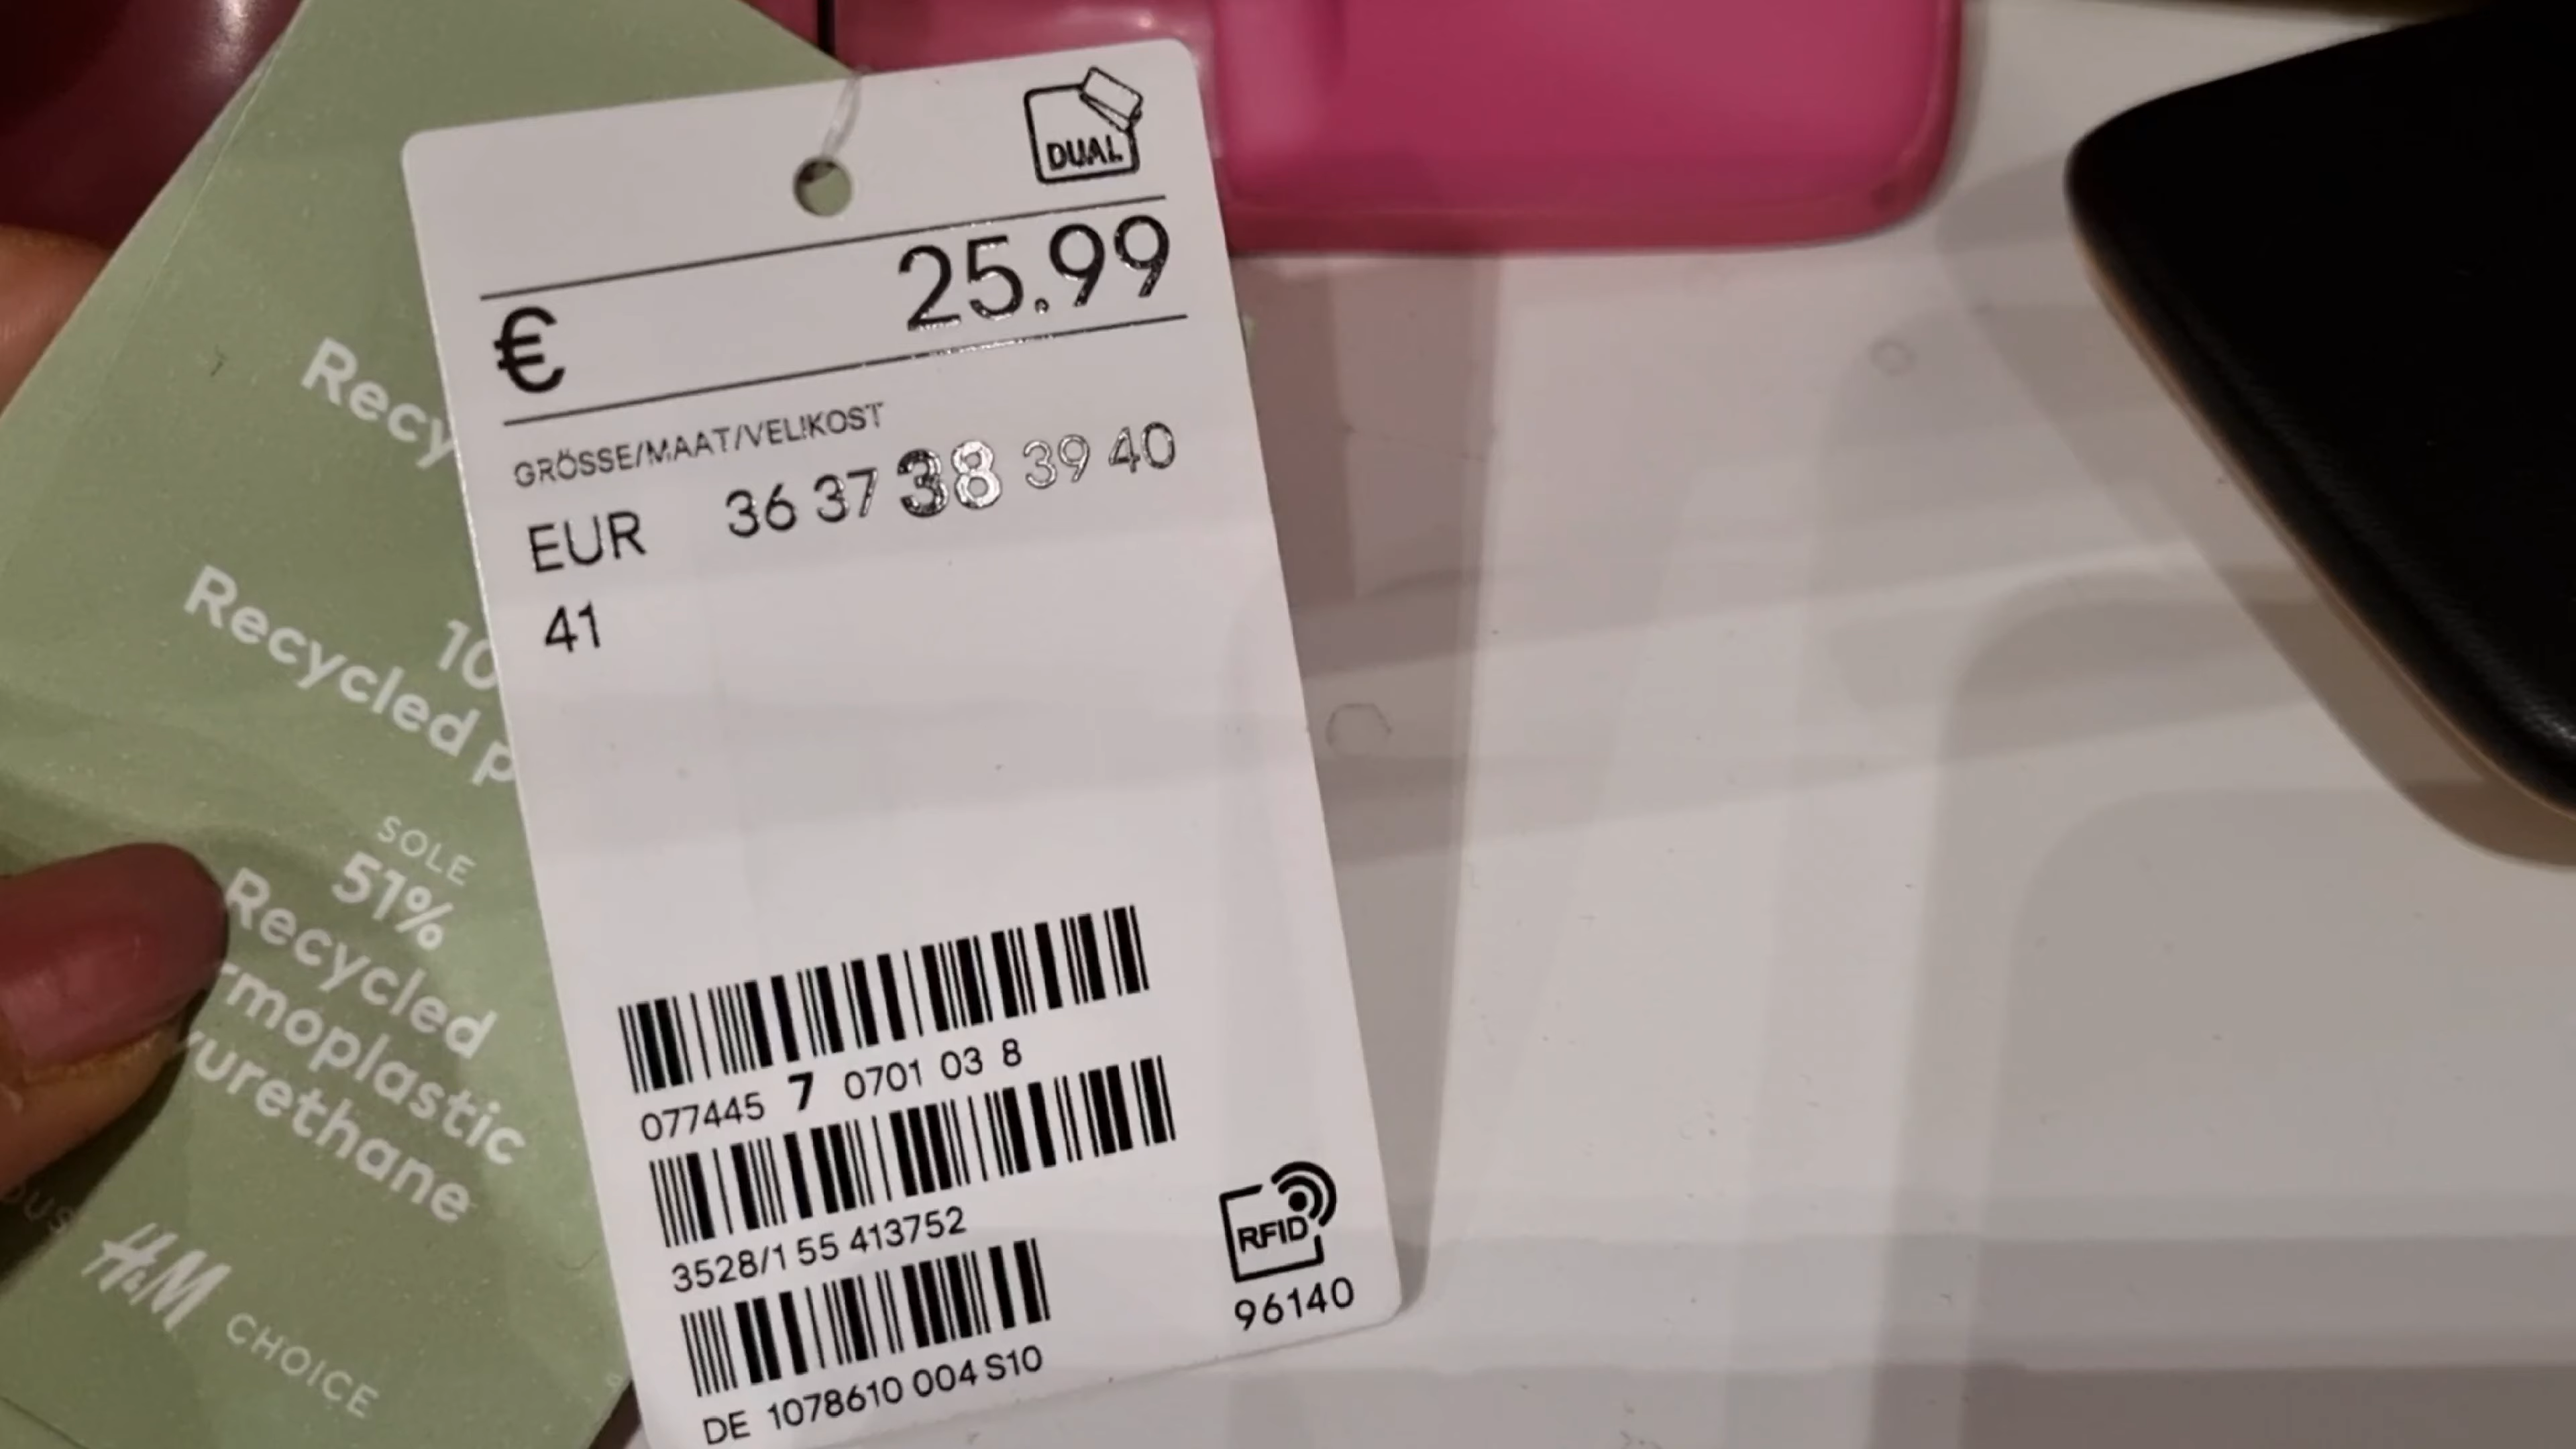 DUAL
€ 25.99
GRÖSSE/MAAT/VELIKOST
EUR 36 37 38 39 40
41
077445 7 0701 03 8
3528/1 55 413752
DE 1078610 004 S10
RFID
96140
Recy
10
Recycled p
SOLE
51%
Recycled
rmoplastic
urethane
H&M CHOICE